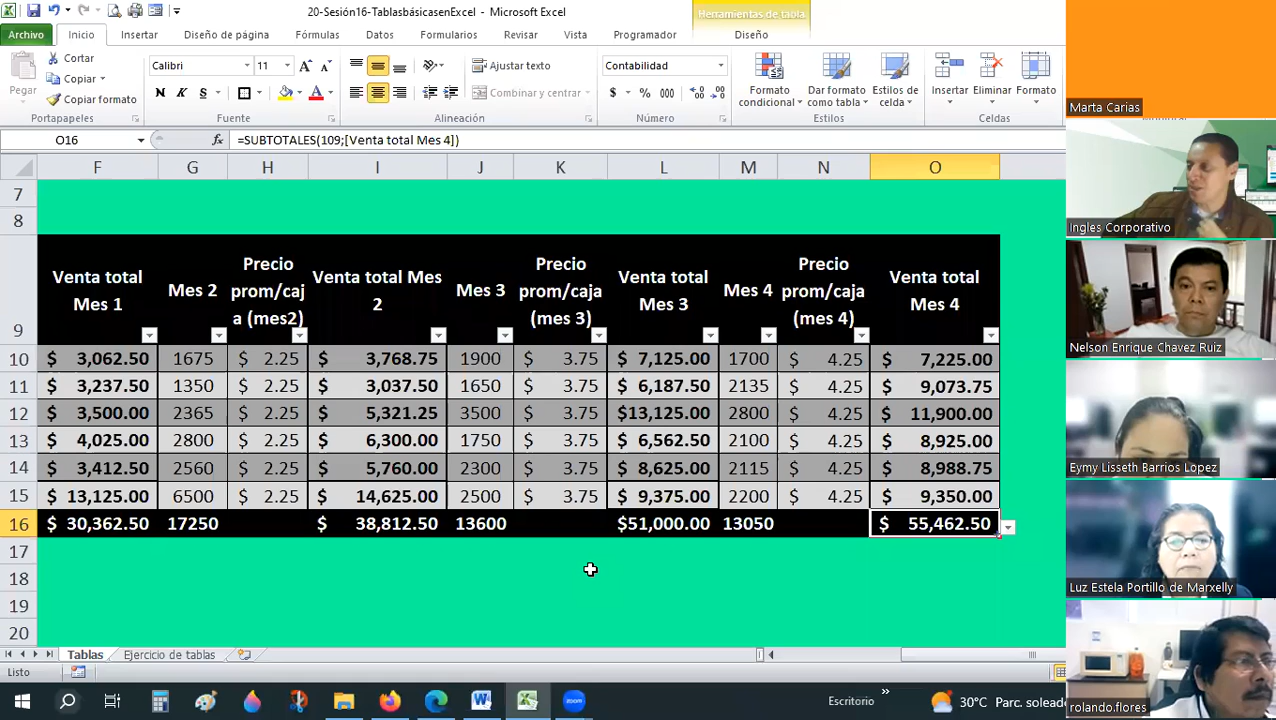 20-Sesión16-TablasbásicasenExcel - Microsoft Excel
Herramientas de tabla
Archivo Inicio Insertar Diseño de página Fórmulas Datos Revisar Vista Programador Diseño
Pegar
Cortar
Copiar
Copiar formato
Portapapeles
Calibri 11
N K S
Fuente
Ajustar texto
Combinar y centrar
Alineación
Contabilidad
$ % 000
Número
Formato condicional
Dar formato como tabla
Estilos de celda
Estilos
Insertar Eliminar Formato
Celdas
O16 fx =SUBTOTALES(109;[Venta total Mes 4])
F G H I J K L M N O
7
8
9 Venta total Mes 1 Mes 2 Precio prom/caja a (mes2) Venta total Mes 2 Mes 3 Precio prom/caja (mes 3) Venta total Mes 3 Mes 4 Precio prom/caja (mes 4) Venta total Mes 4
10 $ 3,062.50 1675 $ 2.25 $ 3,768.75 1900 $ 3.75 $ 7,125.00 1700 $ 4.25 $ 7,225.00
11 $ 3,237.50 1350 $ 2.25 $ 3,037.50 1650 $ 3.75 $ 6,187.50 2135 $ 4.25 $ 9,073.75
12 $ 3,500.00 2365 $ 2.25 $ 5,321.25 3500 $ 3.75 $13,125.00 2800 $ 4.25 $ 11,900.00
13 $ 4,025.00 2800 $ 2.25 $ 6,300.00 1750 $ 3.75 $ 6,562.50 2100 $ 4.25 $ 8,925.00
14 $ 3,412.50 2560 $ 2.25 $ 5,760.00 2300 $ 3.75 $ 8,625.00 2115 $ 4.25 $ 8,988.75
15 $ 13,125.00 6500 $ 2.25 $ 14,625.00 2500 $ 3.75 $ 9,375.00 2200 $ 4.25 $ 9,350.00
16 $ 30,362.50 17250 $ 38,812.50 13600 $51,000.00 13050 $ 55,462.50
17
18
19
20
Tablas Ejercicio de tablas
Listo
Escritorio » 30°C Parc. soleado
Marta Carias
Ingles Corporativo
Nelson Enrique Chavez Ruiz
Eymy Lisseth Barrios Lopez
Luz Estela Portillo de Marxelly
rolando.flores